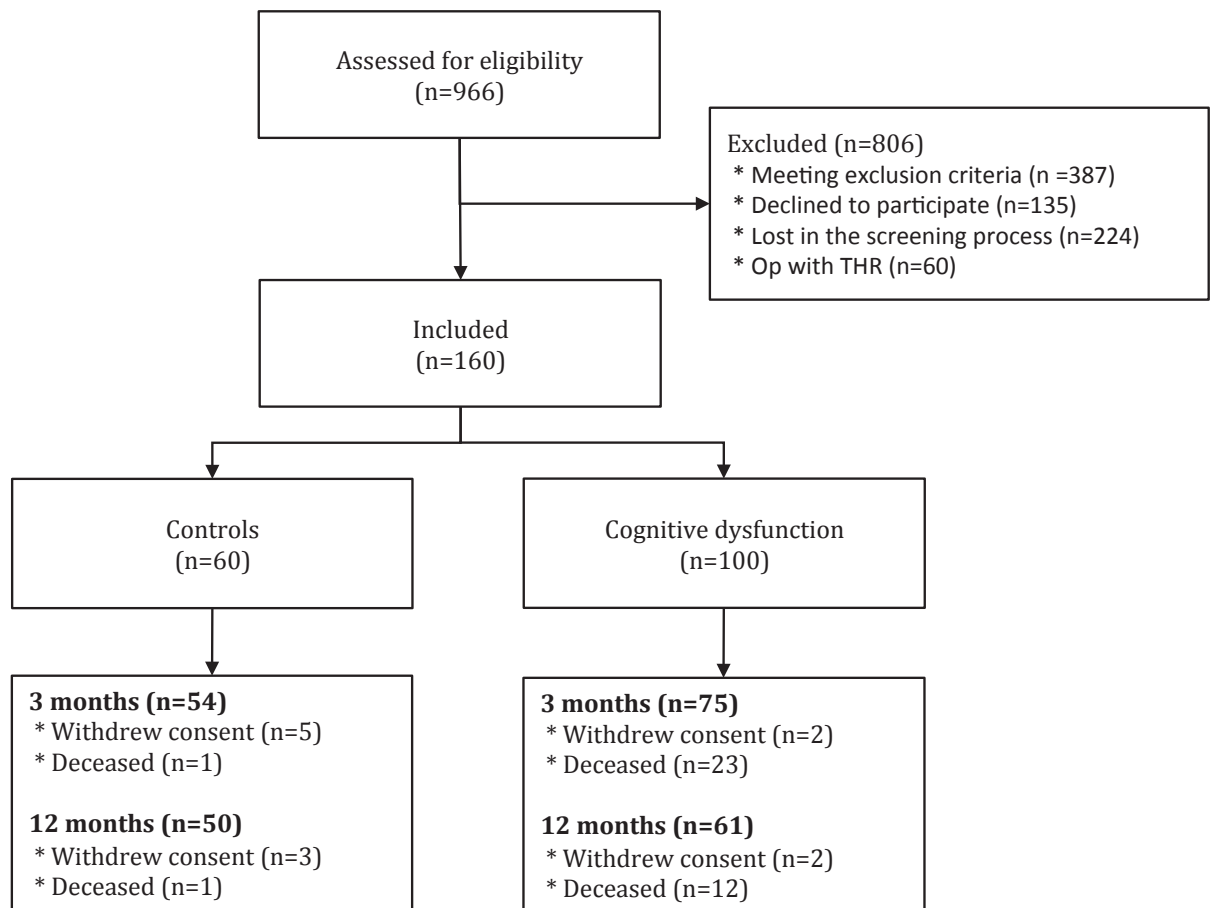 Assessed for eligibility
(n=966)
Excluded (n=806)
* Meeting exclusion criteria (n =387)
* Declined to participate (n=135)
* Lost in the screening process (n=224)
* Op with THR (n=60)
Included
(n=160)
Controls
(n=60)
Cognitive dysfunction
(n=100)
3 months (n=54)
* Withdrew consent (n=5)
* Deceased (n=1)
12 months (n=50)
* Withdrew consent (n=3)
* Deceased (n=1)
3 months (n=75)
* Withdrew consent (n=2)
* Deceased (n=23)
12 months (n=61)
* Withdrew consent (n=2)
* Deceased (n=12)